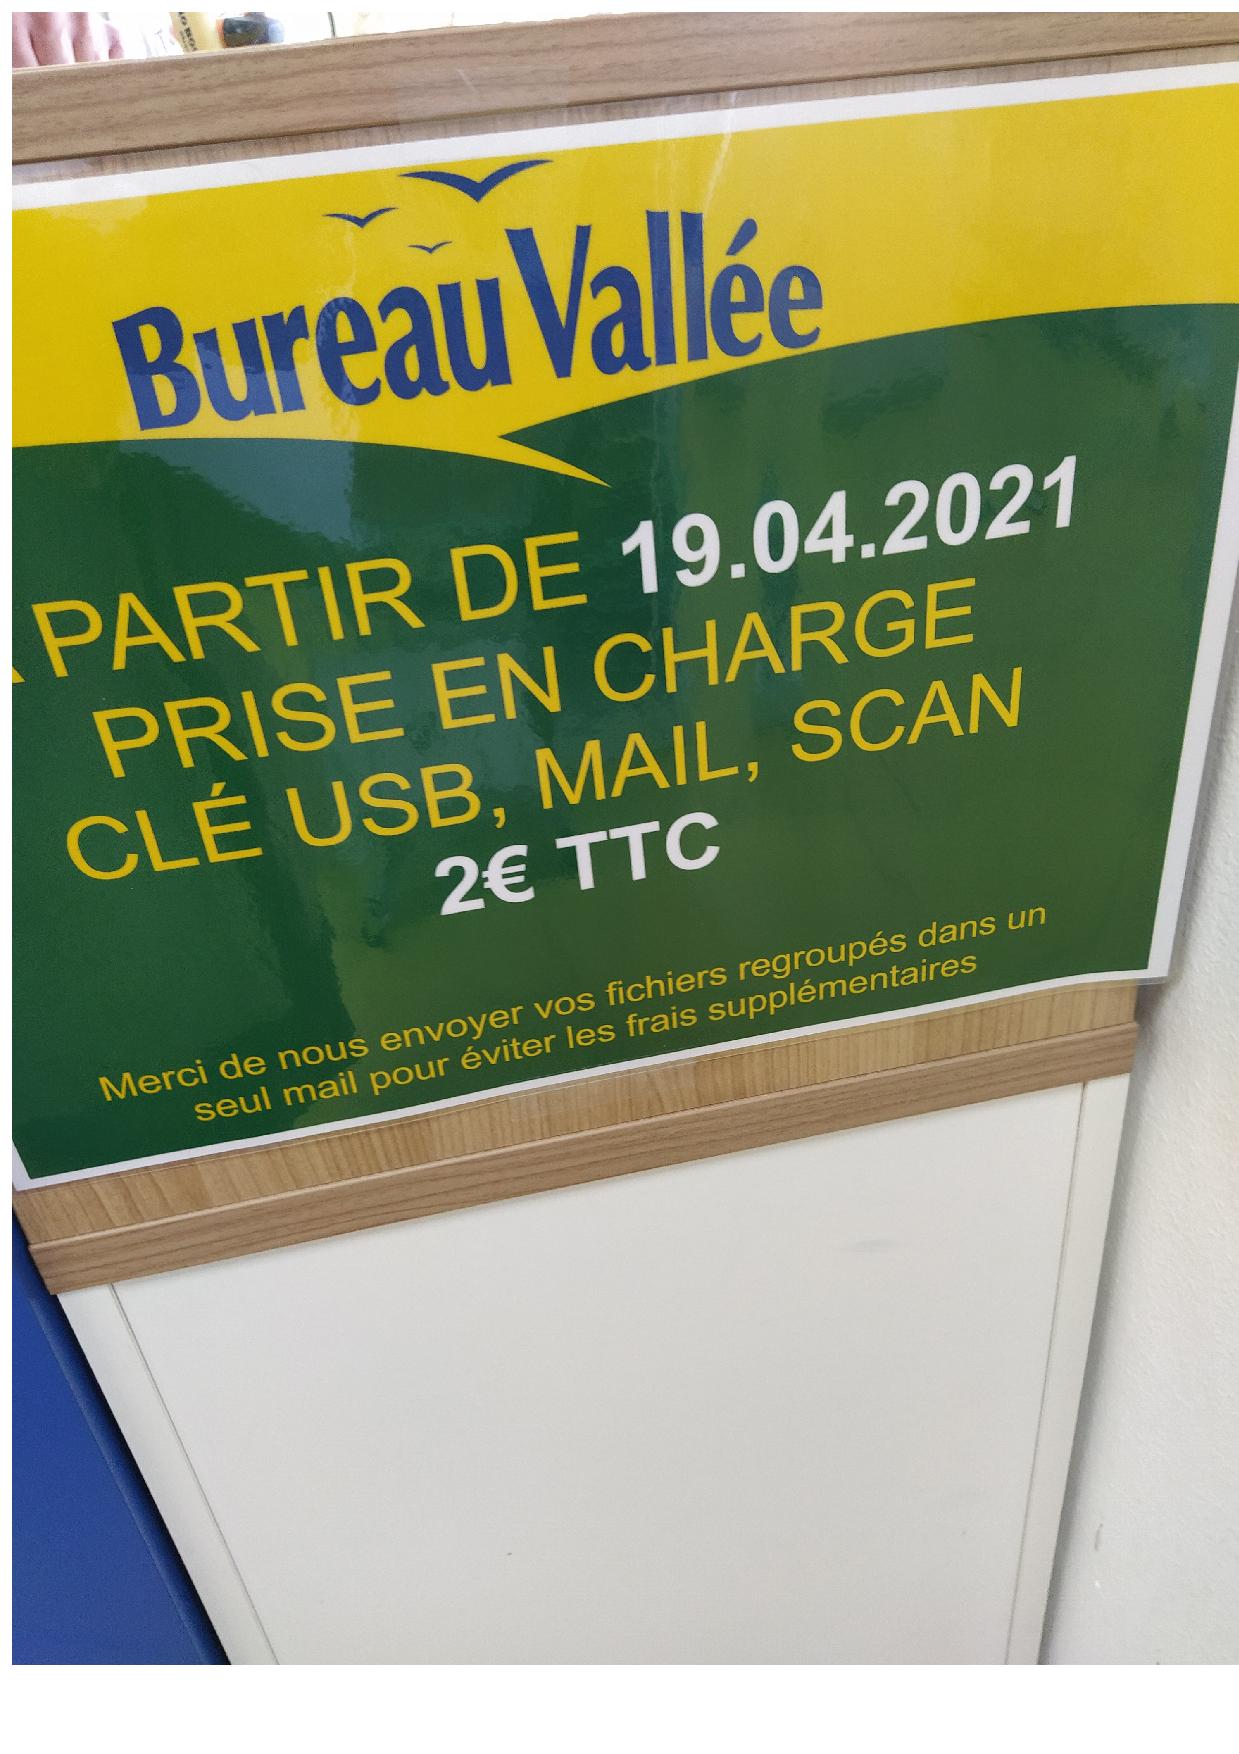 Bureau Vallée
À PARTIR DE 19.04.2021
PRISE EN CHARGE
CLÉ USB, MAIL, SCAN
2€ TTC
Merci de nous envoyer vos fichiers regroupés dans un
seul mail pour éviter les frais supplémentaires